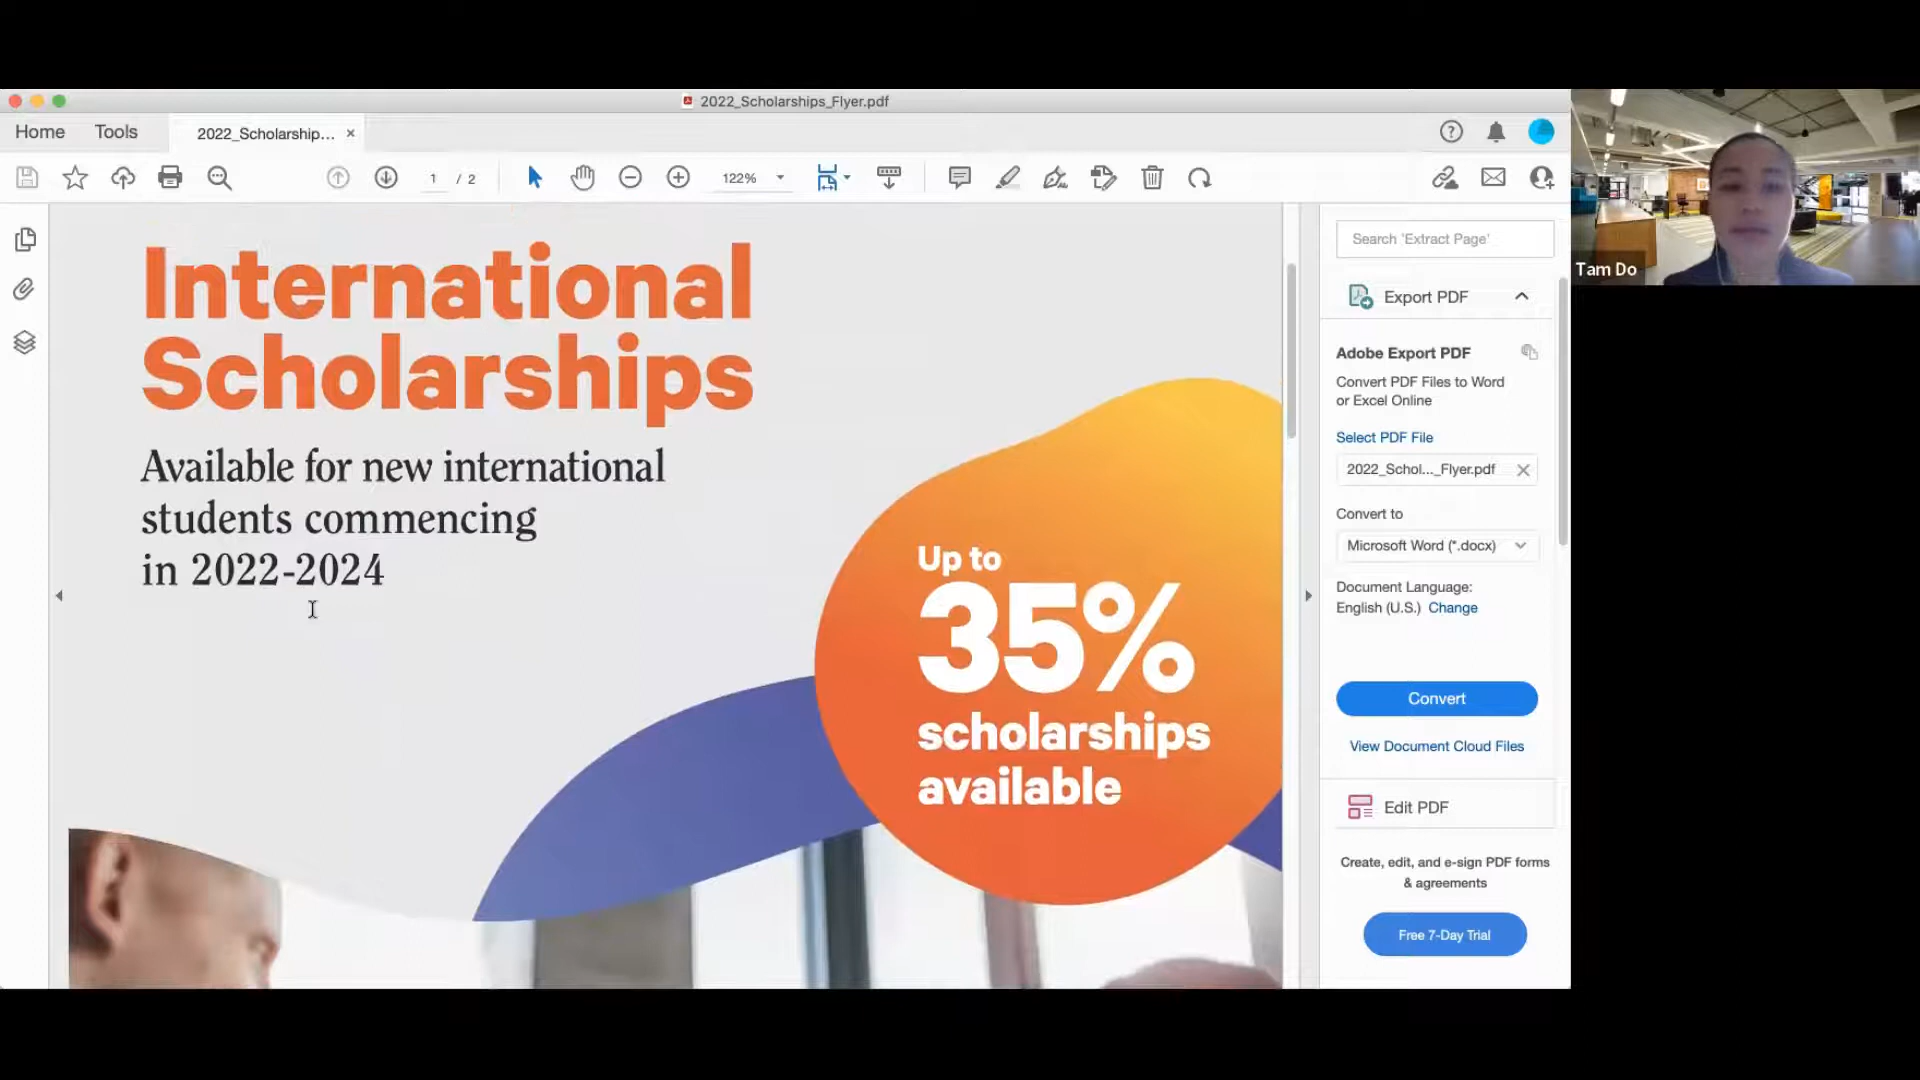 2022_Scholarships_Flyer.pdf
Home
Tools
2022_Scholarship... ×
1 / 2
122%
International
Scholarships
Available for new international
students commencing
in 2022-2024
Up to
35%
scholarships
available
Search 'Extract Page'
Export PDF
Adobe Export PDF
Convert PDF Files to Word
or Excel Online
Select PDF File
2022_Schol..._Flyer.pdf
Convert to
Microsoft Word (*.docx)
Document Language:
English (U.S.) Change
Convert
View Document Cloud Files
Edit PDF
Create, edit, and e-sign PDF forms
& agreements
Free 7-Day Trial
Tam Do